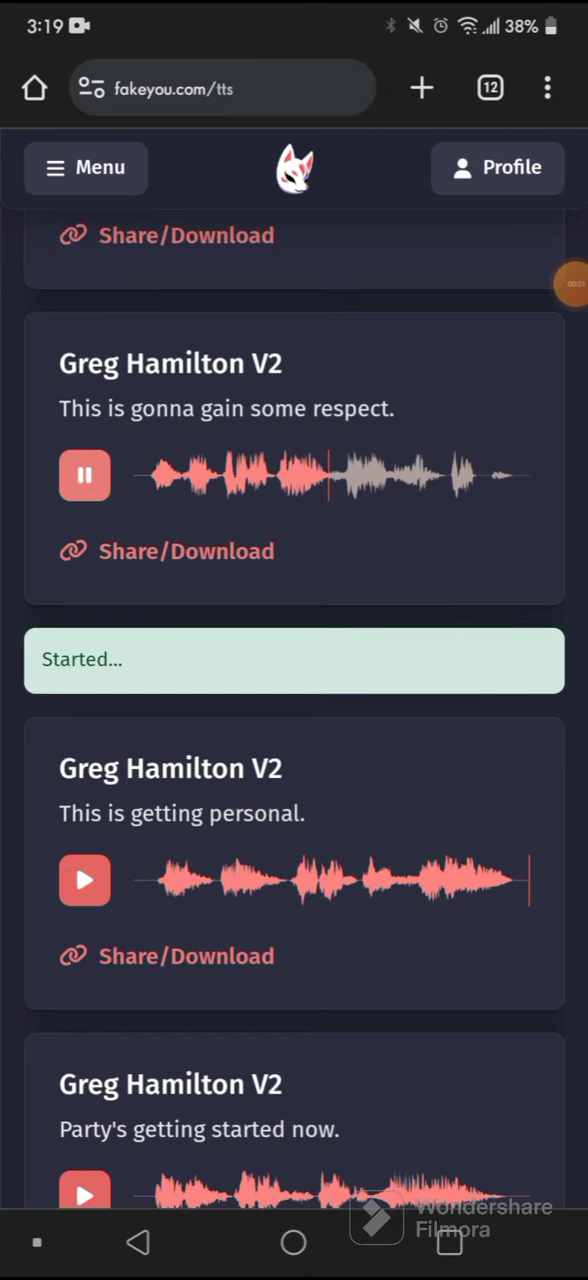 3:19
38%
fakeyou.com/tts
12
Menu
Profile
Share/Download
00:01
Greg Hamilton V2
This is gonna gain some respect.
Share/Download
Started...
Greg Hamilton V2
This is getting personal.
Share/Download
Greg Hamilton V2
Party's getting started now.
Wondershare
Filmora